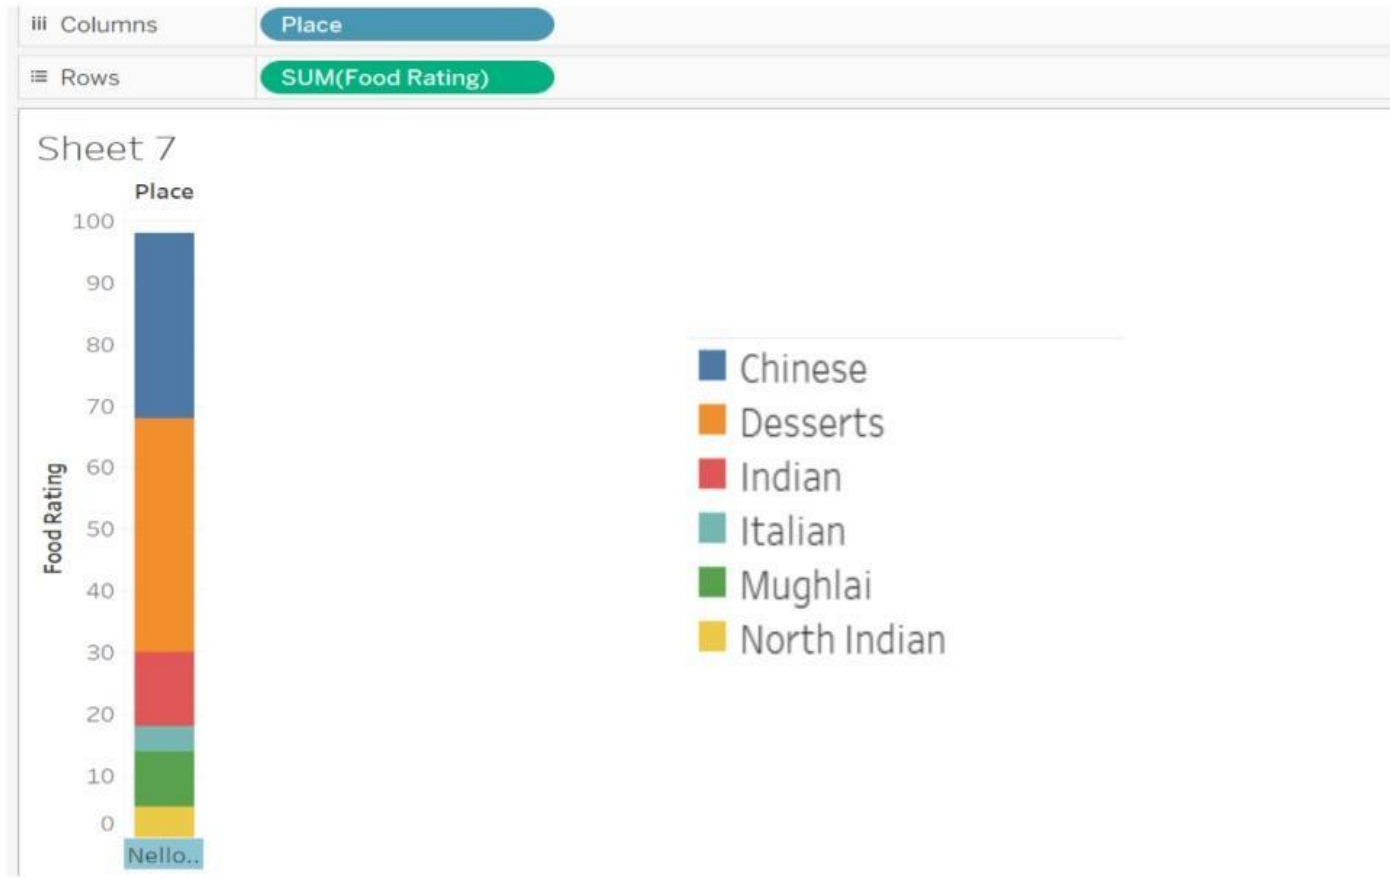 Columns Place
Rows SUM(Food Rating)
Sheet 7
Place
100
90
80
70
60
50
40
30
20
10
0
Food Rating
Nello..
Chinese
Desserts
Indian
Italian
Mughlai
North Indian